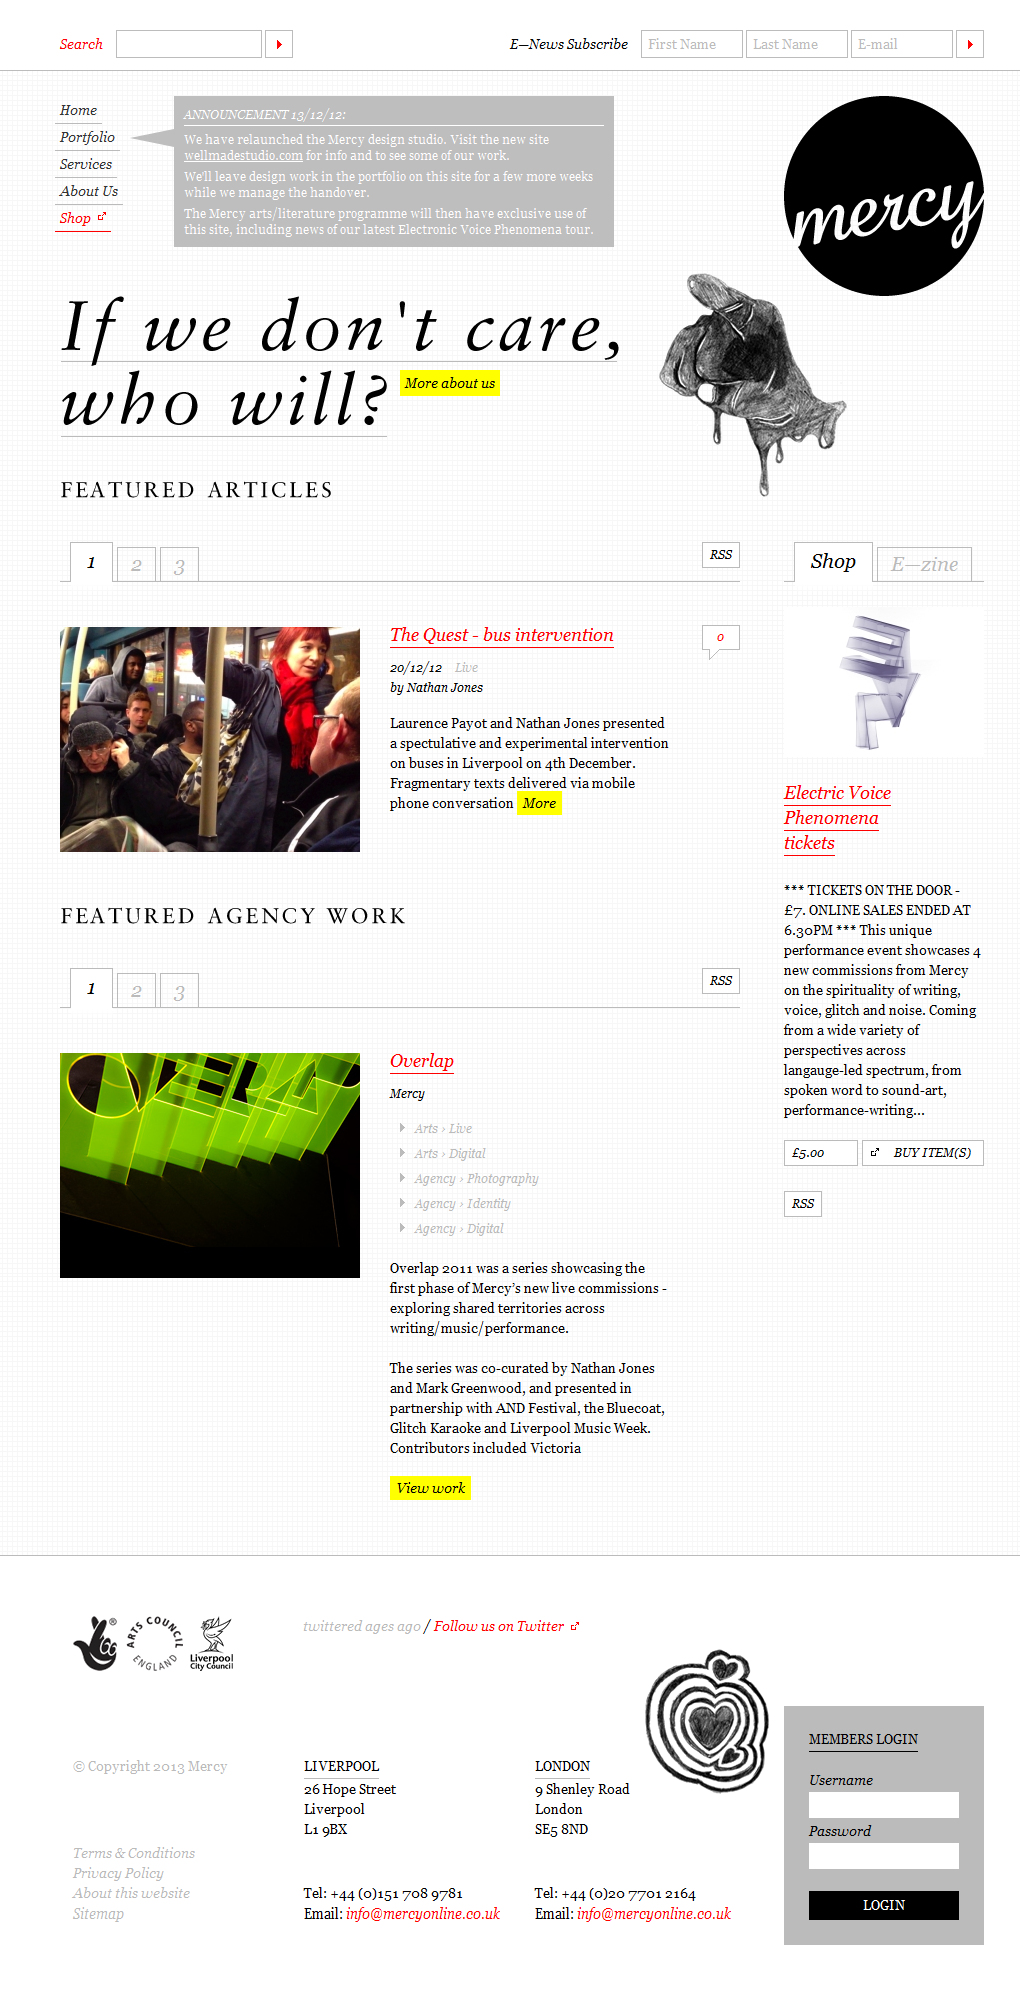 Search
E—News Subscribe First Name Last Name E-mail
Home
Portfolio
Services
About Us
Shop
ANNOUNCEMENT 13/12/12:
We have relaunched the Mercy design studio. Visit the new site
wellmadestudio.com for info and to see some of our work.
We'll leave design work in the portfolio on this site for a few more weeks
while we manage the handover.
The Mercy arts/literature programme will then have exclusive use of
this site, including news of our latest Electronic Voice Phenomena tour.
mercy
If we don't care,
who will?
More about us
FEATURED ARTICLES
1 2 3
RSS
The Quest - bus intervention
0
20/12/12 Live
by Nathan Jones
Laurence Payot and Nathan Jones presented
a speculative and experimental intervention
on buses in Liverpool on 4th December.
Fragmentary texts delivered via mobile
phone conversation More
FEATURED AGENCY WORK
1 2 3
RSS
OVERLAP
Overlap
Mercy
Arts › Live
Arts › Digital
Agency › Photography
Agency › Identity
Agency › Digital
Overlap 2011 was a series showcasing the
first phase of Mercy's new live commissions -
exploring shared territories across
writing/music/performance.
The series was co-curated by Nathan Jones
and Mark Greenwood, and presented in
partnership with AND Festival, the Bluecoat,
Glitch Karaoke and Liverpool Music Week.
Contributors included Victoria
View work
Shop E—zine
Electric Voice
Phenomena
tickets
*** TICKETS ON THE DOOR -
£7. ONLINE SALES ENDED AT
6.30PM *** This unique
performance event showcases 4
new commissions from Mercy
on the spirituality of writing,
voice, glitch and noise. Coming
from a wide variety of
perspectives across
langauge-led spectrum, from
spoken word to sound-art,
performance-writing...
£5.00 BUY ITEM(S)
RSS
ARTS COUNCIL
ENGLAND
Liverpool
City Council
twittered ages ago / Follow us on Twitter
© Copyright 2013 Mercy
Terms & Conditions
Privacy Policy
About this website
Sitemap
LIVERPOOL
26 Hope Street
Liverpool
L1 9BX
Tel: +44 (0)151 708 9781
Email: info@mercyonline.co.uk
LONDON
9 Shenley Road
London
SE5 8ND
Tel: +44 (0)20 7701 2164
Email: info@mercyonline.co.uk
MEMBERS LOGIN
Username
Password
LOGIN